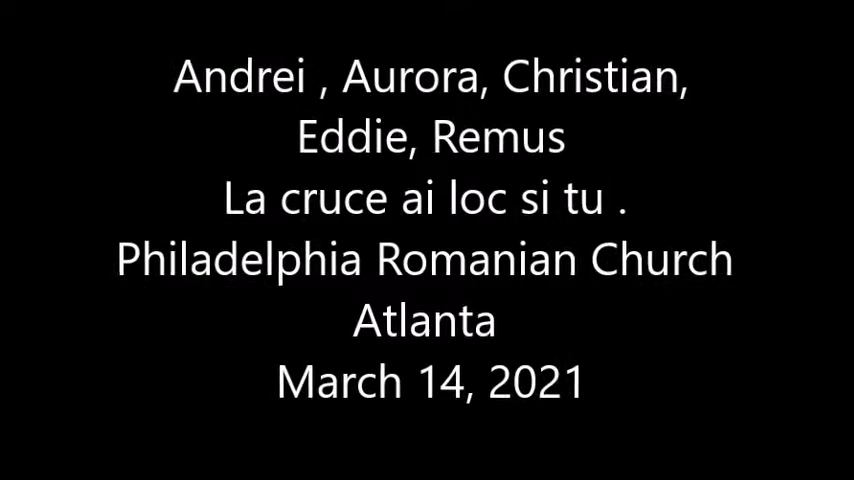 Andrei , Aurora, Christian,
Eddie, Remus
La cruce ai loc si tu .
Philadelphia Romanian Church
Atlanta
March 14, 2021